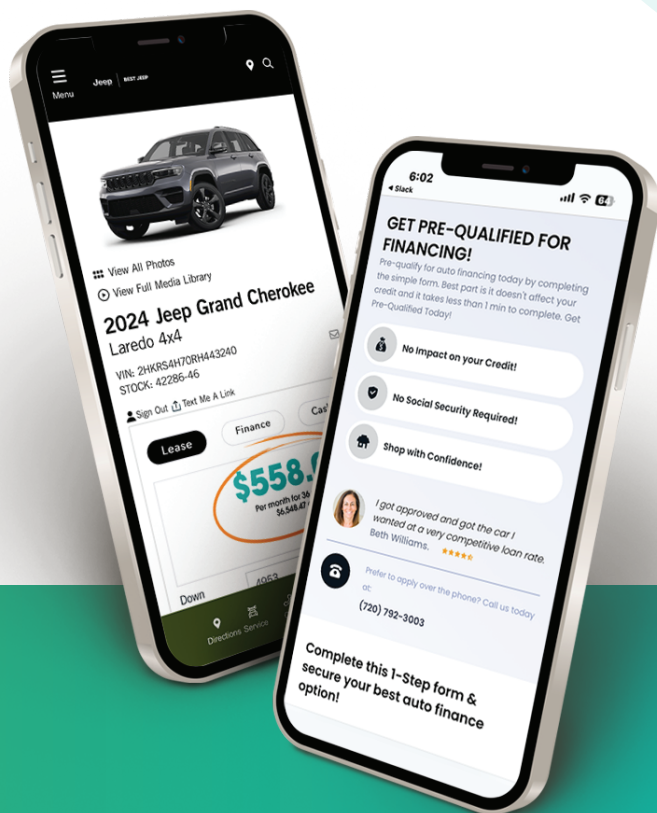 Menu
Jeep
BEST JEEP
View All Photos
View Full Media Library
2024 Jeep Grand Cherokee
Laredo 4x4
VIN: 2HKRS4H70RH443240
STOCK: 42286-46
Sign Out Text Me A Link
Lease Finance
$558.
Per month for 36
$6,548.47
Down 4953
Directions Service
6:02
64
Slack
GET PRE-QUALIFIED FOR
FINANCING!
Pre-qualify for auto financing today by completing
the simple form. Best part is it doesn't affect your
credit and it takes less than 1 min to complete. Get
Pre-Qualified Today!
No Impact on your Credit!
No Social Security Required!
Shop with Confidence!
I got approved and got the car I
wanted at a very competitive loan rate.
Beth Williams.
Prefer to apply over the phone? Call us today
at:
(720) 792-3003
Complete this 1-Step form &
secure your best auto finance
option!